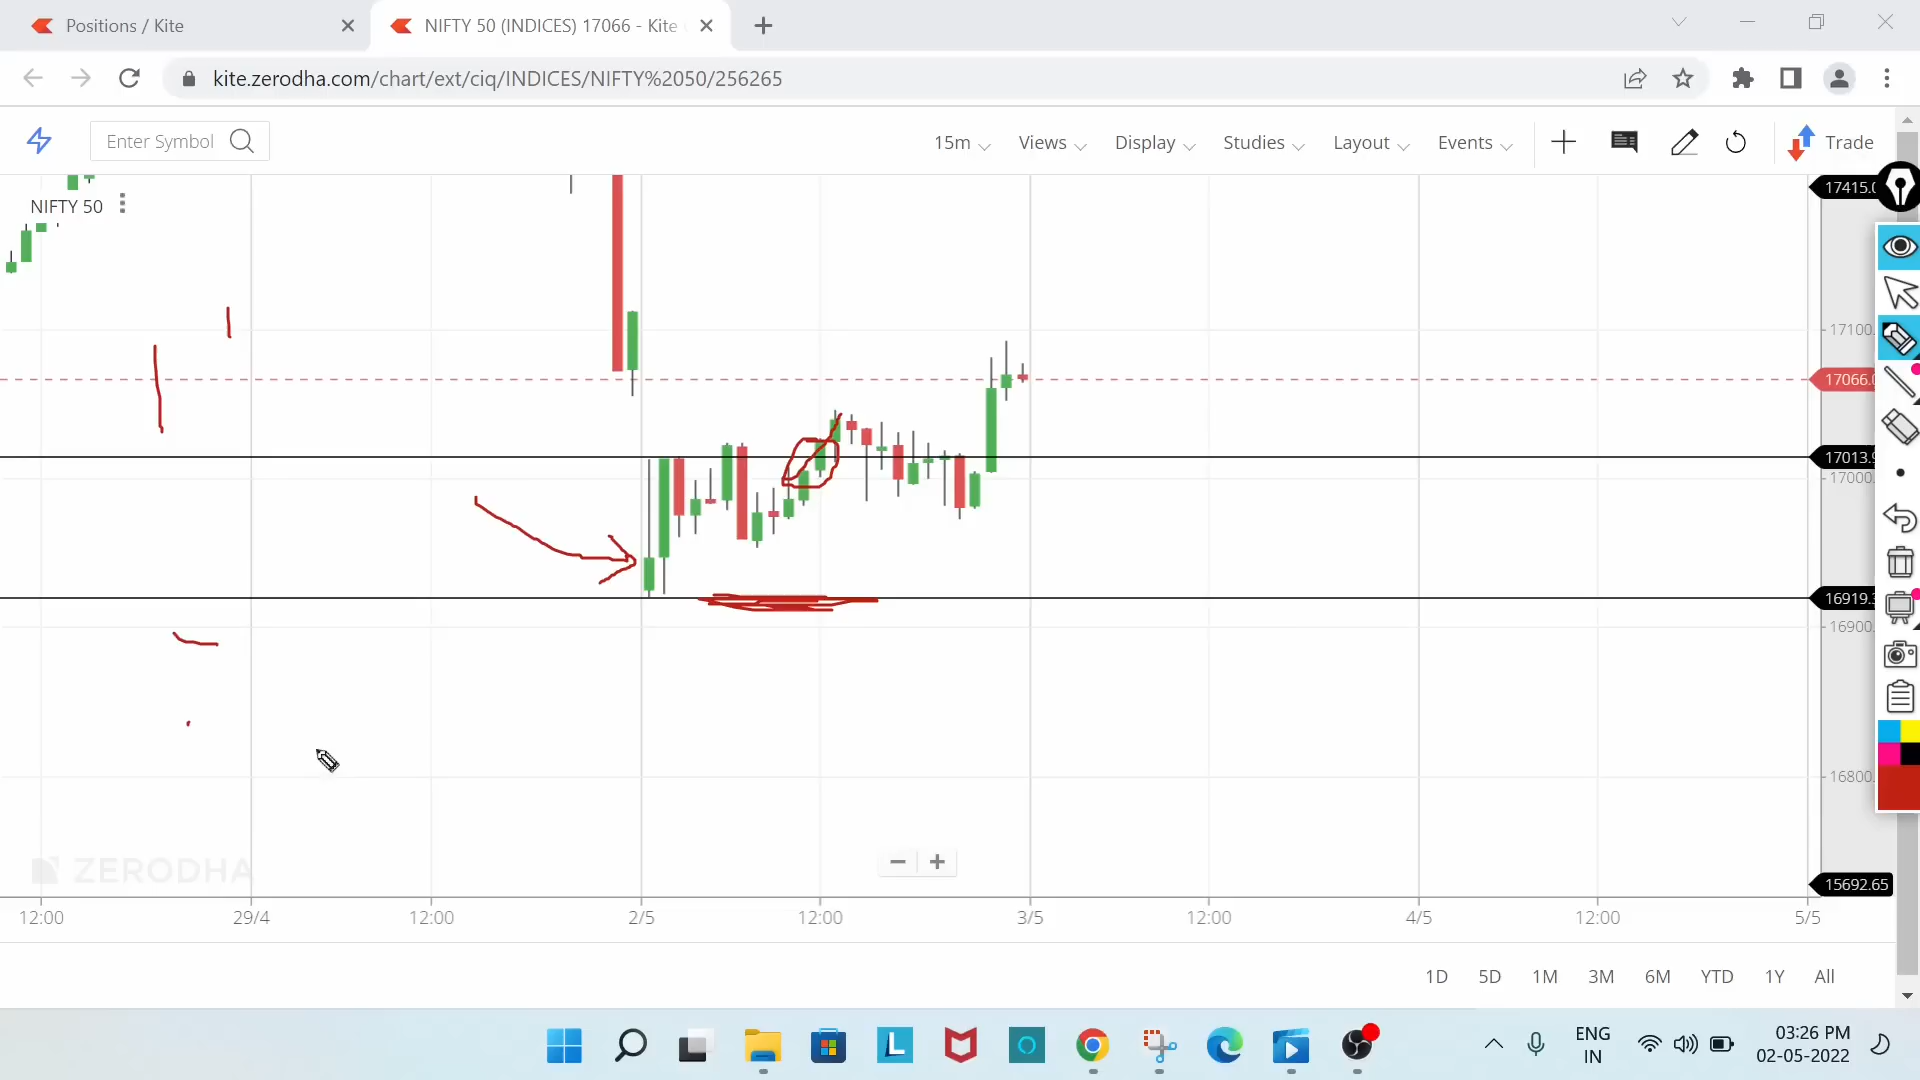 Positions / Kite
NIFTY 50 (INDICES) 17066 - Kite
kite.zerodha.com/chart/ext/ciq/INDICES/NIFTY%2050/256265
Enter Symbol
15m
Views
Display
Studies
Layout
Events
Trade
17415.0
NIFTY 50
17100.
17066.0
17013.9
17000.
16919.3
16900.
16800.
ZERODHA
15692.65
12:00
29/4
12:00
2/5
12:00
3/5
12:00
4/5
12:00
5/5
1D
5D
1M
3M
6M
YTD
1Y
All
L
ENG
IN
03:26 PM
02-05-2022